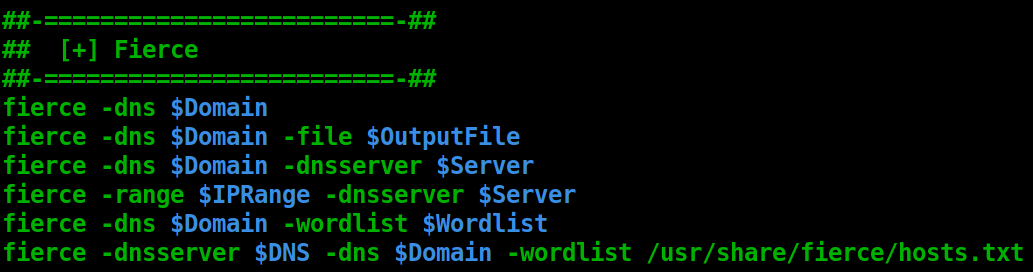 ##-=========================-##
##  [+] Fierce
##-=========================-##
fierce -dns $Domain
fierce -dns $Domain -file $OutputFile
fierce -dns $Domain -dnsserver $Server
fierce -range $IPRange -dnsserver $Server
fierce -dns $Domain -wordlist $Wordlist
fierce -dnsserver $DNS -dns $Domain -wordlist /usr/share/fierce/hosts.txt